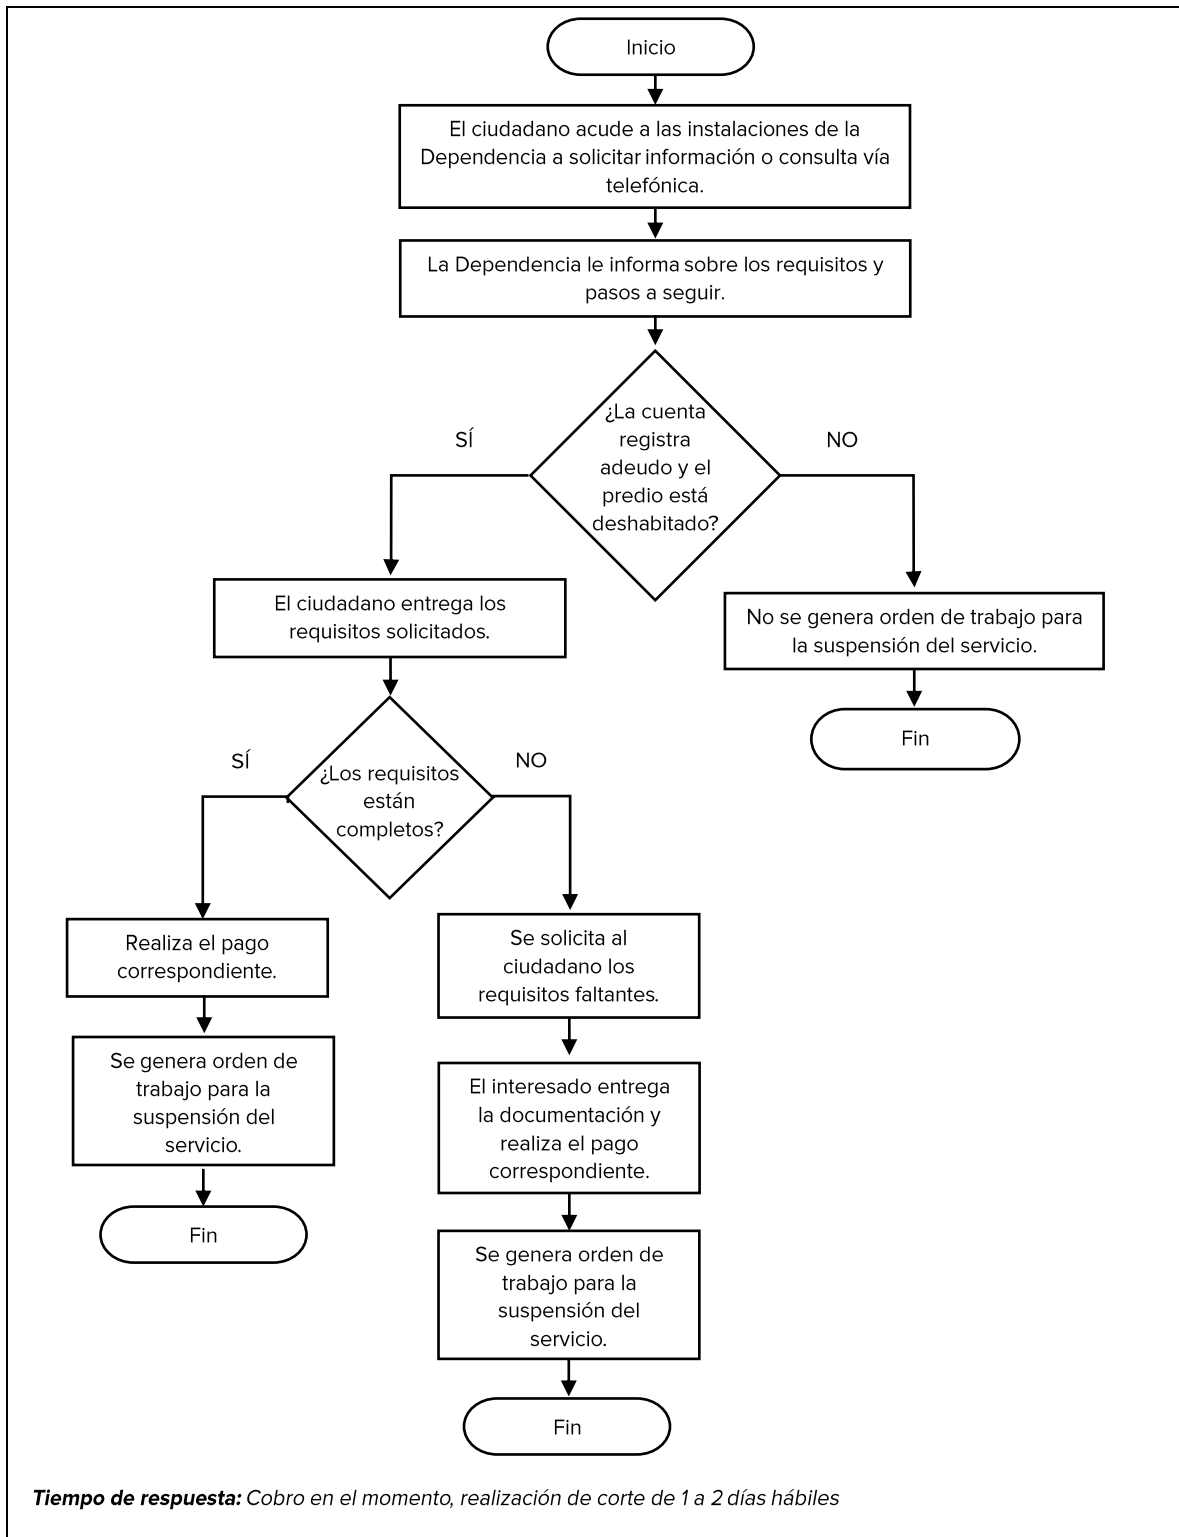 Inicio
El ciudadano acude a las instalaciones de la
Dependencia a solicitar información o consulta vía
telefónica.
La Dependencia le informa sobre los requisitos y
pasos a seguir.
¿La cuenta
registra
adeudo y el
predio está
deshabitado?
SÍ
NO
El ciudadano entrega los
requisitos solicitados.
No se genera orden de trabajo para
la suspensión del servicio.
Fin
¿Los requisitos
están
completos?
SÍ
NO
Realiza el pago
correspondiente.
Se genera orden de
trabajo para la
suspensión del
servicio.
Fin
Se solicita al
ciudadano los
requisitos faltantes.
El interesado entrega
la documentación y
realiza el pago
correspondiente.
Se genera orden de
trabajo para la
suspensión del
servicio.
Fin
Tiempo de respuesta: Cobro en el momento, realización de corte de 1 a 2 días hábiles